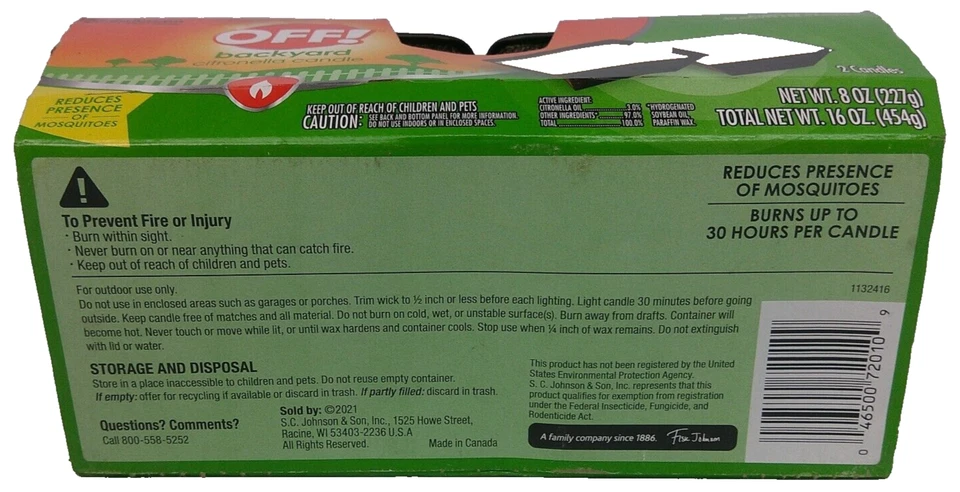 OFF!
backyard
citronella candle
2 Candles
REDUCES
PRESENCE
OF
MOSQUITOES
KEEP OUT OF REACH OF CHILDREN AND PETS
CAUTION: SEE BACK AND BOTTOM PANEL FOR MORE INFORMATION.
DO NOT USE INDOORS OR IN ENCLOSED SPACES.
ACTIVE INGREDIENT:
CITRONELLA OIL 3.0%
OTHER INGREDIENTS* 97.0%
TOTAL 100.0%
*HYDROGENATED
SOYBEAN OIL,
PARAFFIN WAX.
NET WT. 8 OZ (227g)
TOTAL NET WT. 16 OZ. (454g)
REDUCES PRESENCE
OF MOSQUITOES
BURNS UP TO
30 HOURS PER CANDLE
To Prevent Fire or Injury
· Burn within sight.
· Never burn on or near anything that can catch fire.
· Keep out of reach of children and pets.
1132416
For outdoor use only.
Do not use in enclosed areas such as garages or porches. Trim wick to ½ inch or less before each lighting. Light candle 30 minutes before going
outside. Keep candle free of matches and all material. Do not burn on cold, wet, or unstable surface(s). Burn away from drafts. Container will
become hot. Never touch or move while lit, or until wax hardens and container cools. Stop use when ¼ inch of wax remains. Do not extinguish
with lid or water.
STORAGE AND DISPOSAL
Store in a place inaccessible to children and pets. Do not reuse empty container.
If empty: offer for recycling if available or discard in trash. If partly filled: discard in trash.
Questions? Comments?
Call 800-558-5252
Sold by: ©2021
S.C. Johnson & Son, Inc., 1525 Howe Street,
Racine, WI 53403-2236 U.S.A
All Rights Reserved.
Made in Canada
This product has not been registered by the United
States Environmental Protection Agency.
S. C. Johnson & Son, Inc. represents that this
product qualifies for exemption from registration
under the Federal Insecticide, Fungicide, and
Rodenticide Act.
A family company since 1886. Fisk Johnson
0 46500 72010 9